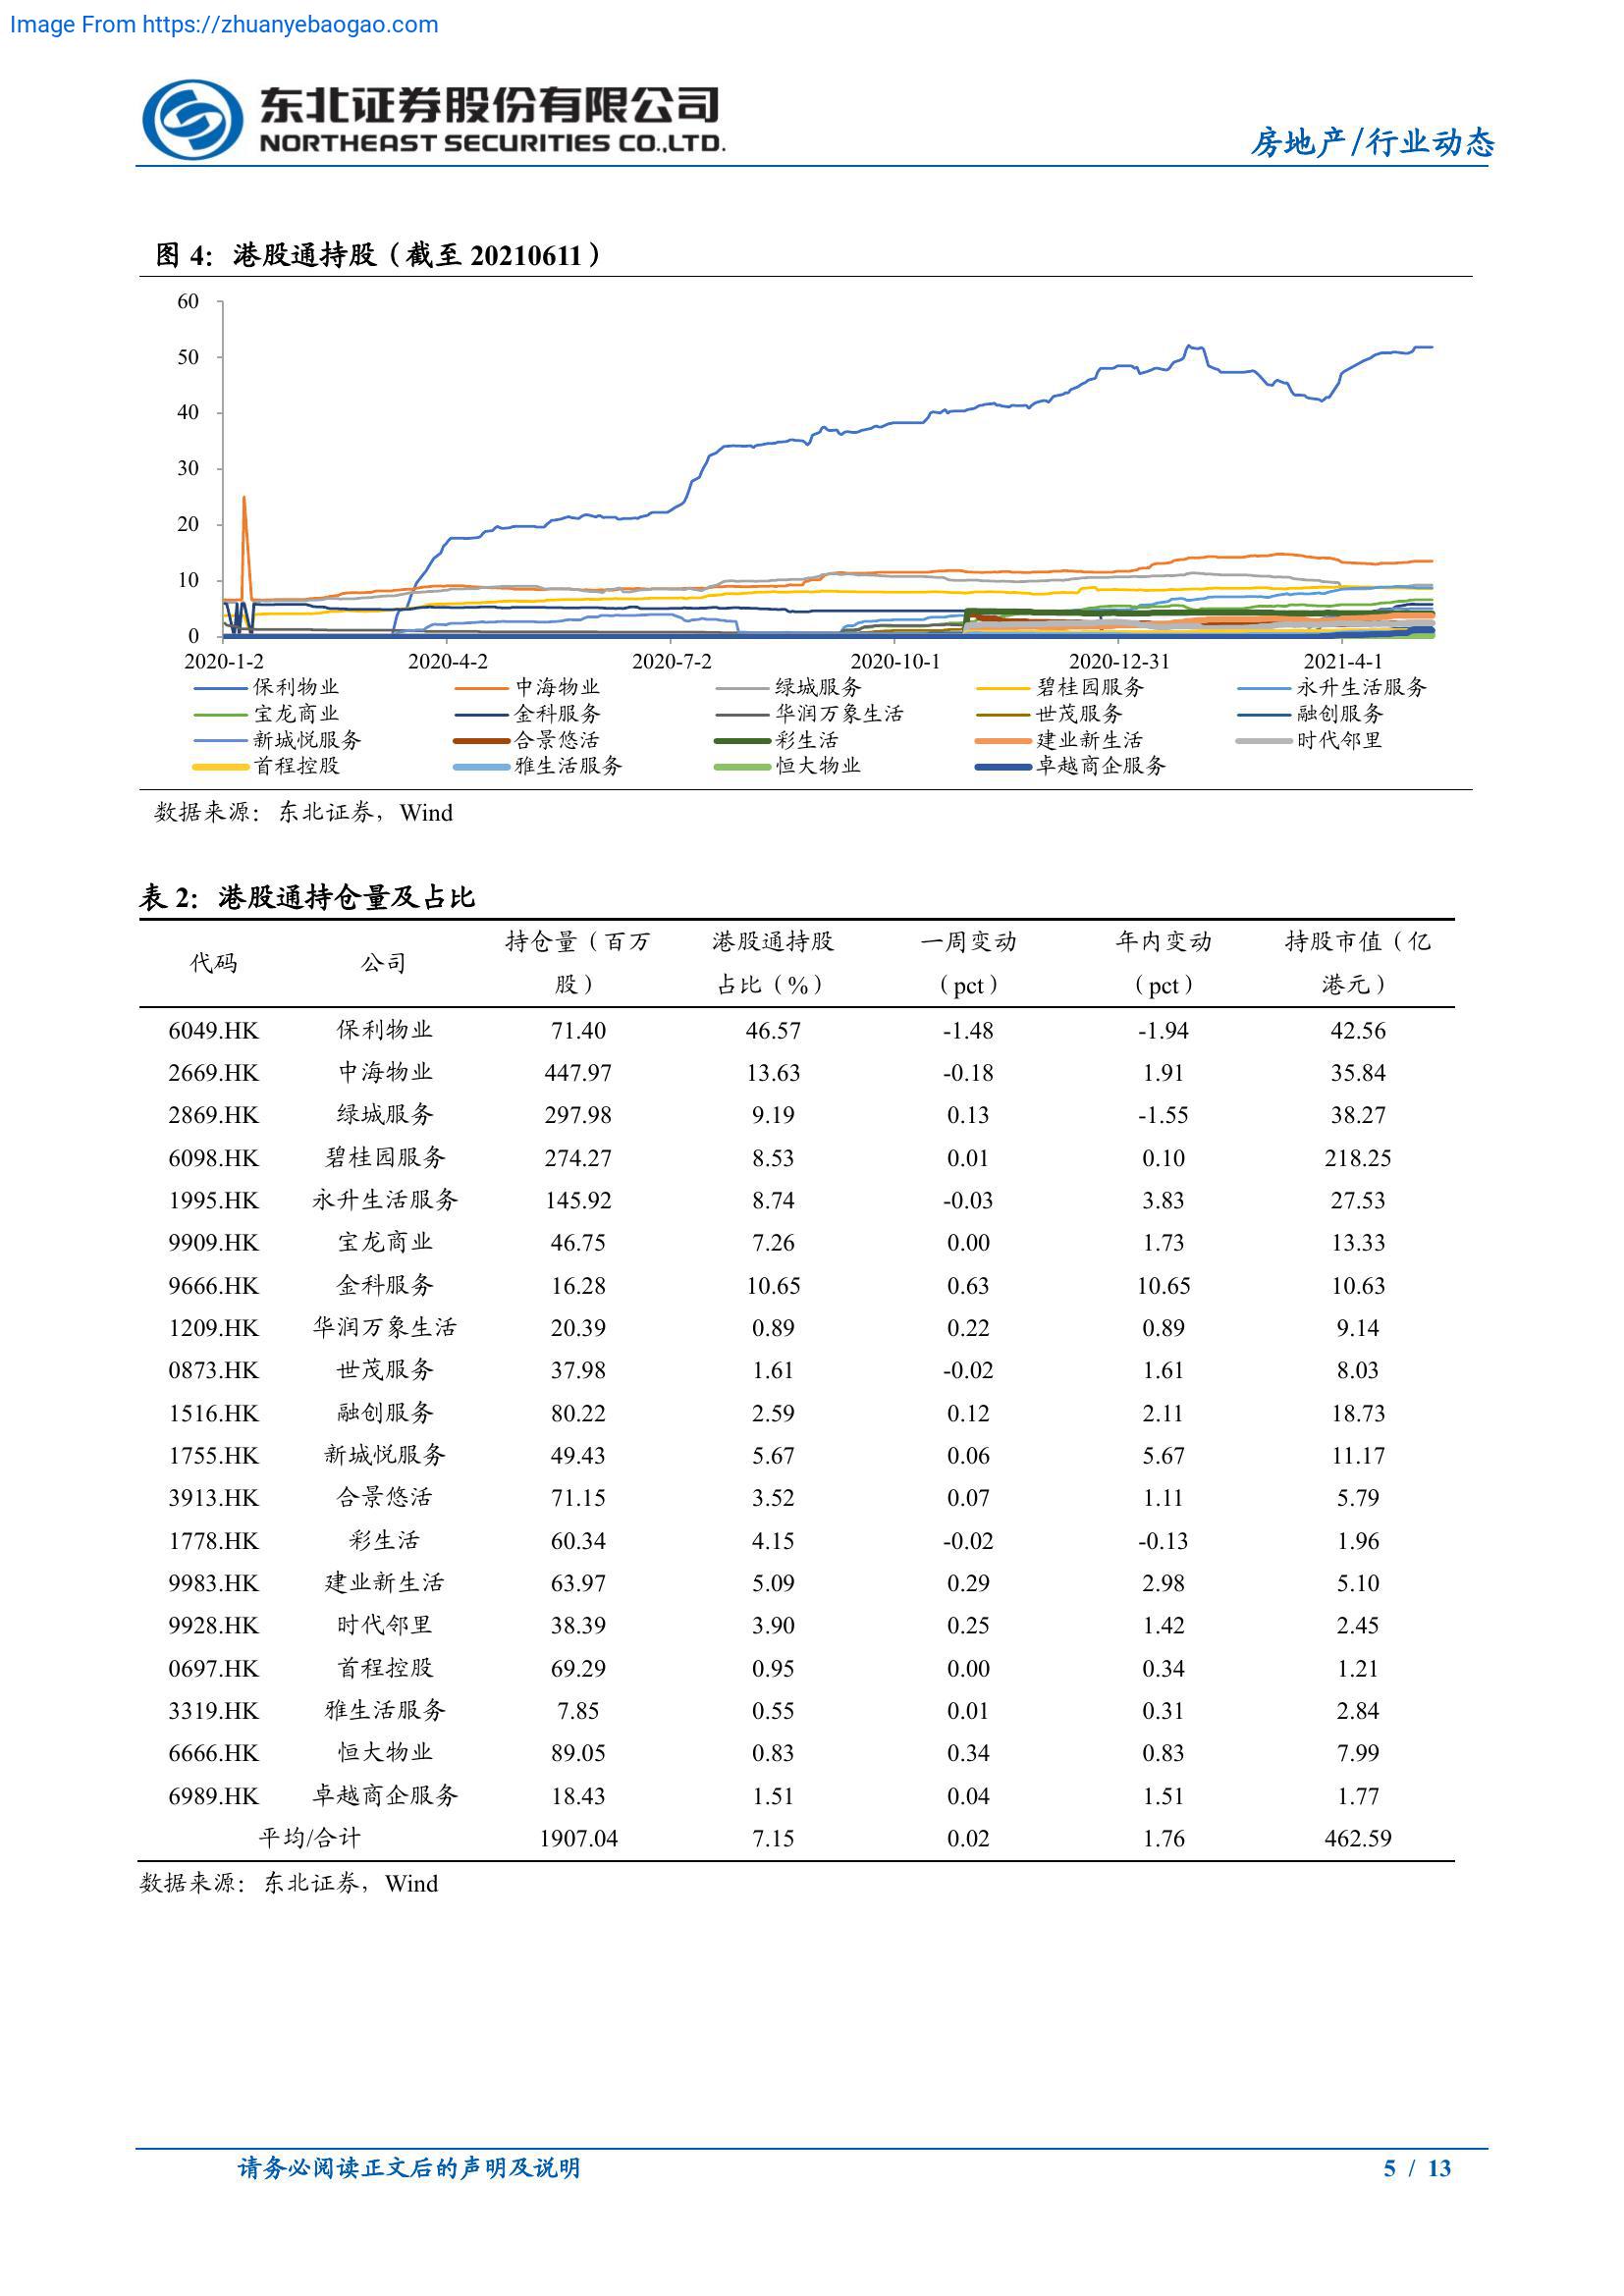 Image From https://zhuanyebaogao.com
东北证券股份有限公司
NORTHEAST SECURITIES CO.,LTD.
房地产/行业动态
图 4：港股通持股（截至 20210611）
60
50
40
30
20
10
0
2020-1-2 2020-4-2 2020-7-2 2020-10-1 2020-12-31 2021-4-1
保利物业 中海物业 绿城服务 碧桂园服务 永升生活服务
宝龙商业 金科服务 华润万象生活 世茂服务 融创服务
新城悦服务 合景悠活 彩生活 建业新生活 时代邻里
首程控股 雅生活服务 恒大物业 卓越商企服务
数据来源：东北证券，Wind
表 2：港股通持仓量及占比
代码 公司 持仓量（百万股） 港股通持股占比（%） 一周变动（pct） 年内变动（pct） 持股市值（亿港元）
6049.HK 保利物业 71.40 46.57 -1.48 -1.94 42.56
2669.HK 中海物业 447.97 13.63 -0.18 1.91 35.84
2869.HK 绿城服务 297.98 9.19 0.13 -1.55 38.27
6098.HK 碧桂园服务 274.27 8.53 0.01 0.10 218.25
1995.HK 永升生活服务 145.92 8.74 -0.03 3.83 27.53
9909.HK 宝龙商业 46.75 7.26 0.00 1.73 13.33
9666.HK 金科服务 16.28 10.65 0.63 10.65 10.63
1209.HK 华润万象生活 20.39 0.89 0.22 0.89 9.14
0873.HK 世茂服务 37.98 1.61 -0.02 1.61 8.03
1516.HK 融创服务 80.22 2.59 0.12 2.11 18.73
1755.HK 新城悦服务 49.43 5.67 0.06 5.67 11.17
3913.HK 合景悠活 71.15 3.52 0.07 1.11 5.79
1778.HK 彩生活 60.34 4.15 -0.02 -0.13 1.96
9983.HK 建业新生活 63.97 5.09 0.29 2.98 5.10
9928.HK 时代邻里 38.39 3.90 0.25 1.42 2.45
0697.HK 首程控股 69.29 0.95 0.00 0.34 1.21
3319.HK 雅生活服务 7.85 0.55 0.01 0.31 2.84
6666.HK 恒大物业 89.05 0.83 0.34 0.83 7.99
6989.HK 卓越商企服务 18.43 1.51 0.04 1.51 1.77
平均/合计 1907.04 7.15 0.02 1.76 462.59
数据来源：东北证券，Wind
请务必阅读正文后的声明及说明
5 / 13